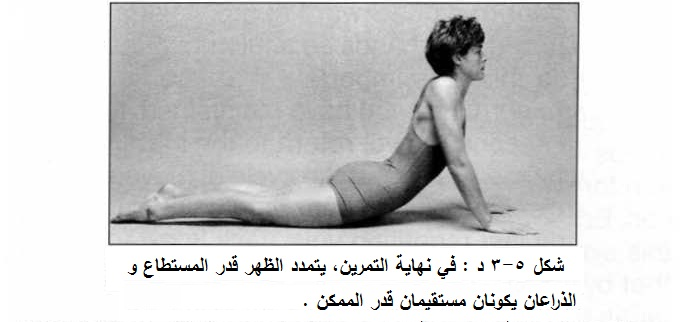 شكل ٥-٣ د : في نهاية التمرين، يتمدد الظهر قدر المستطاع و
الذراعان يكونان مستقيمان قدر الممكن .